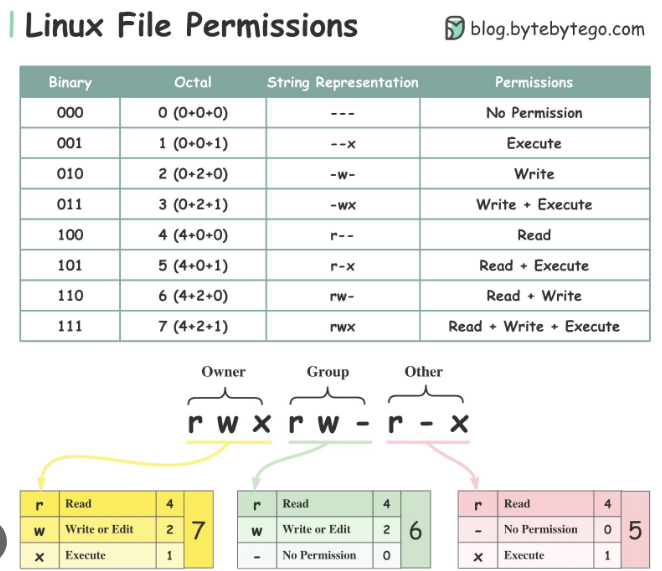 Linux File Permissions
blog.bytebytego.com
Binary Octal String Representation Permissions
000 0 (0+0+0) --- No Permission
001 1 (0+0+1) --x Execute
010 2 (0+2+0) -w- Write
011 3 (0+2+1) -wx Write + Execute
100 4 (4+0+0) r-- Read
101 5 (4+0+1) r-x Read + Execute
110 6 (4+2+0) rw- Read + Write
111 7 (4+2+1) rwx Read + Write + Execute
Owner Group Other
r w x r w - r - x
r Read 4
w Write or Edit 2
x Execute 1
7
r Read 4
w Write or Edit 2
- No Permission 0
6
r Read 4
- No Permission 0
x Execute 1
5